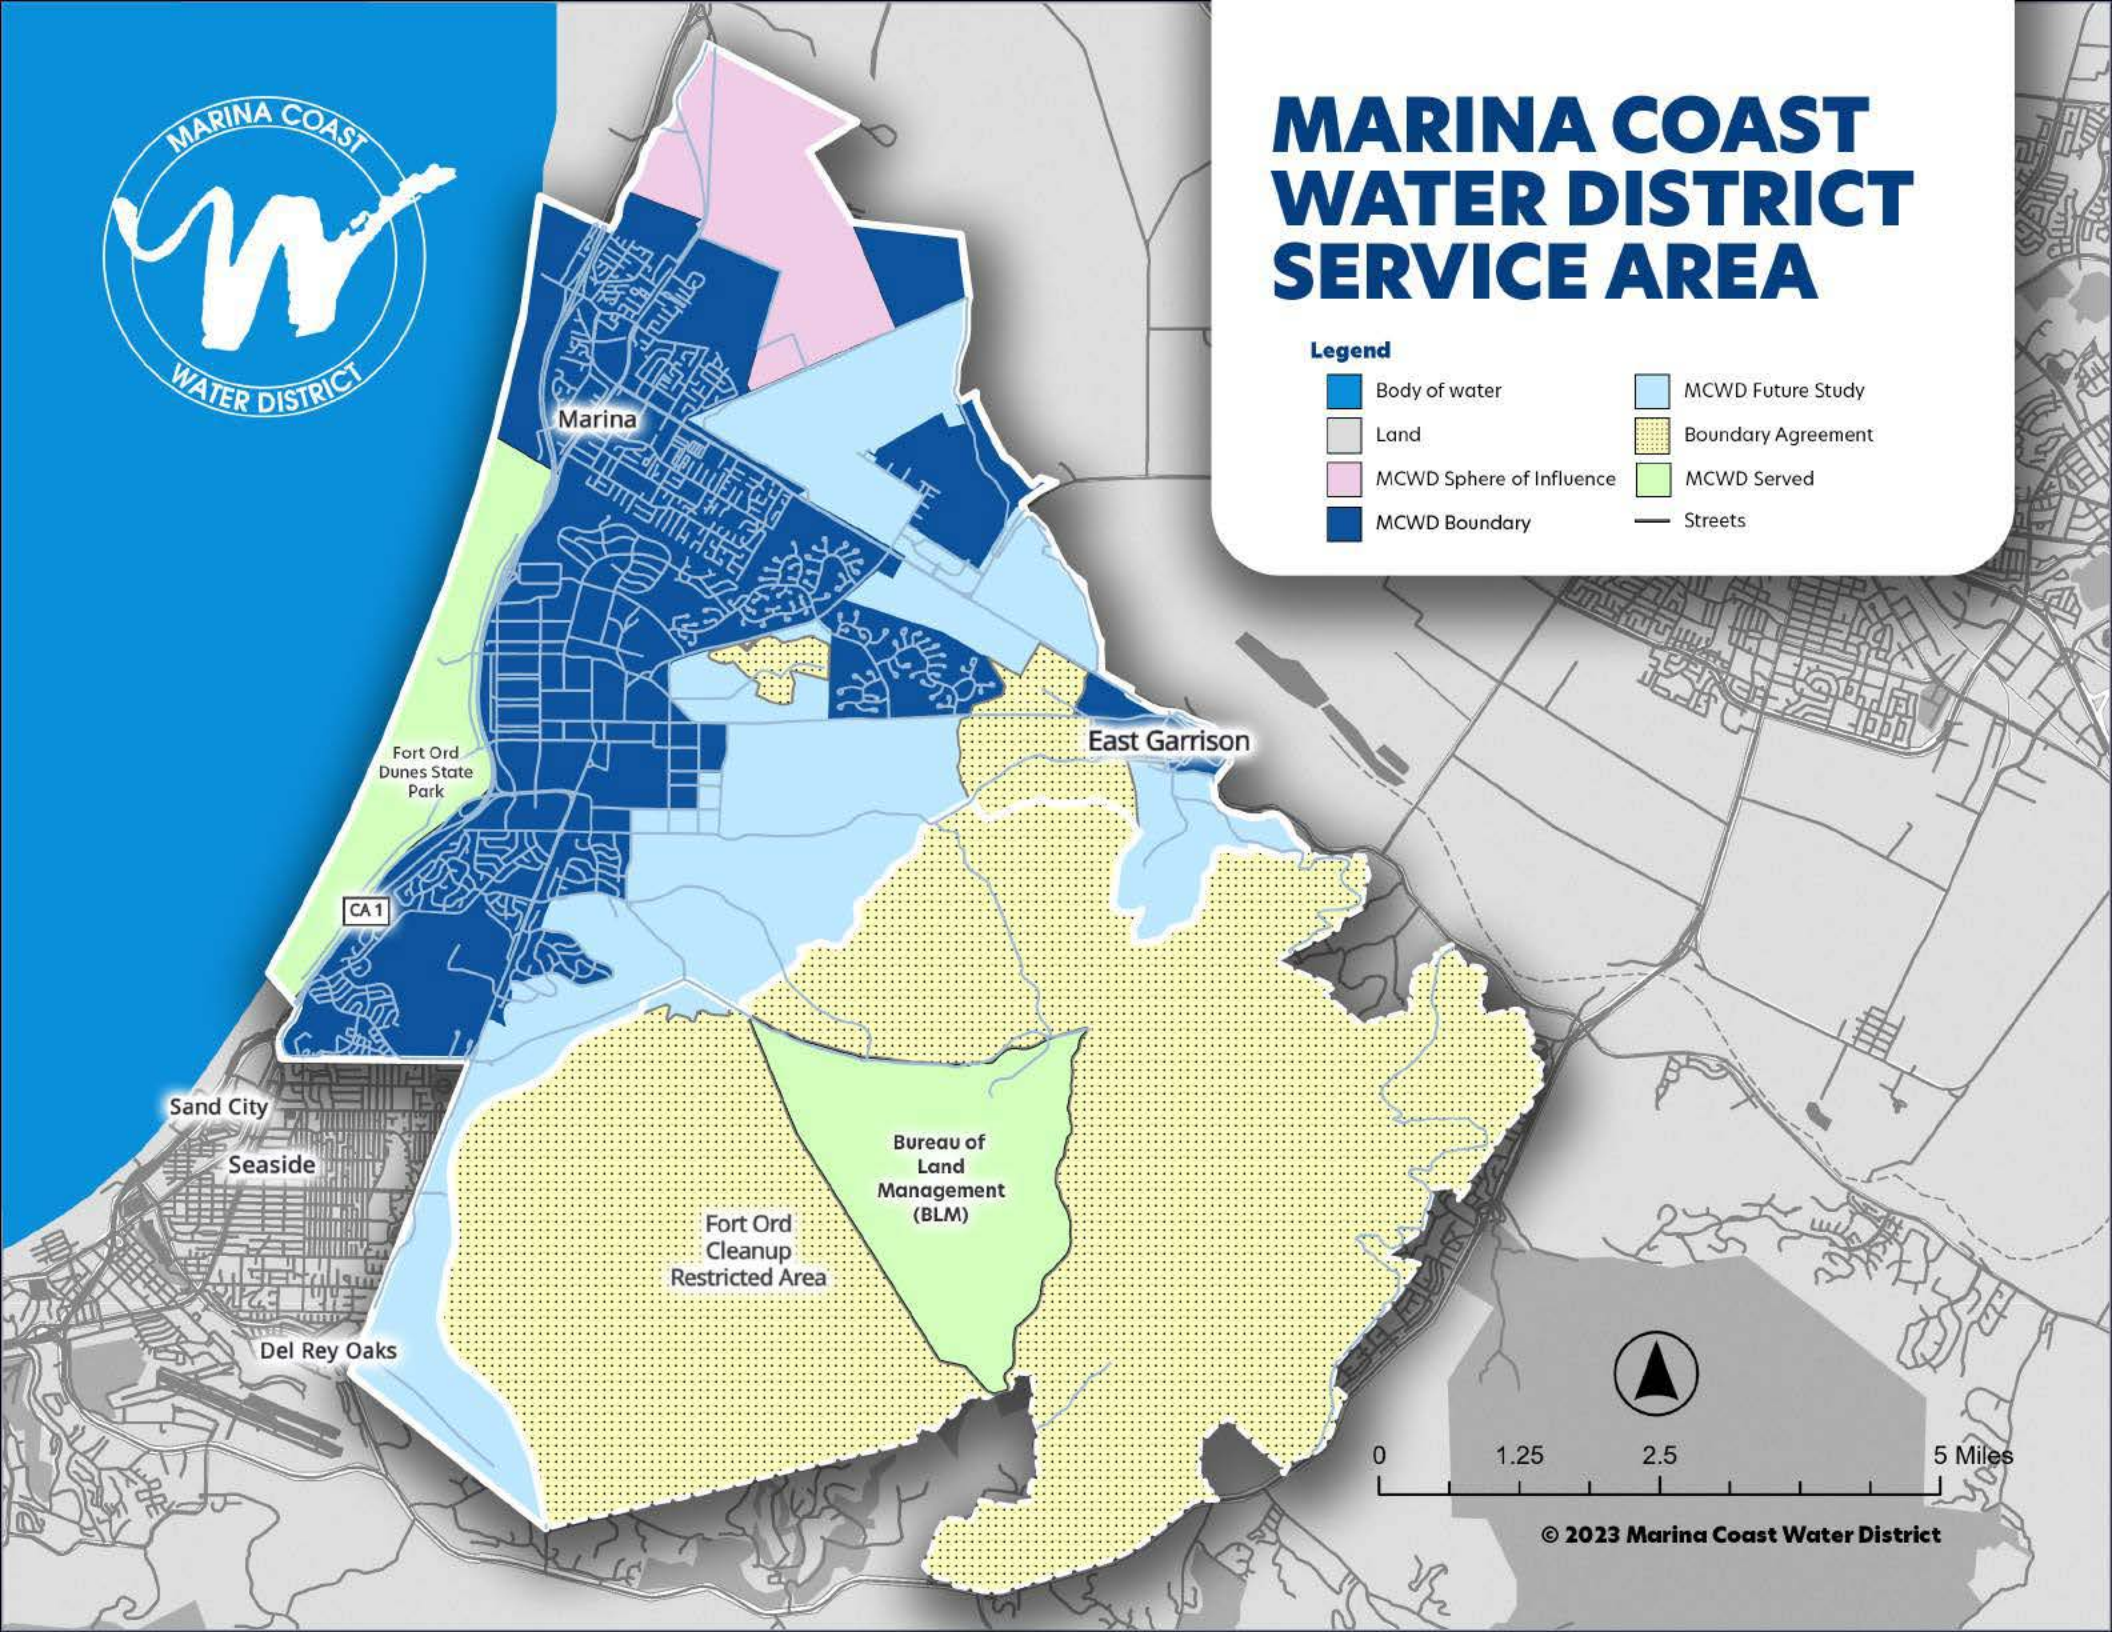 MARINA COAST
WATER DISTRICT
MARINA COAST
WATER DISTRICT
SERVICE AREA
Legend
Body of water
Land
MCWD Sphere of Influence
MCWD Boundary
MCWD Future Study
Boundary Agreement
MCWD Served
Streets
Marina
East Garrison
Fort Ord
Dunes State
Park
CA 1
Sand City
Seaside
Bureau of
Land
Management
(BLM)
Fort Ord
Cleanup
Restricted Area
Del Rey Oaks
0 1.25 2.5 5 Miles
© 2023 Marina Coast Water District